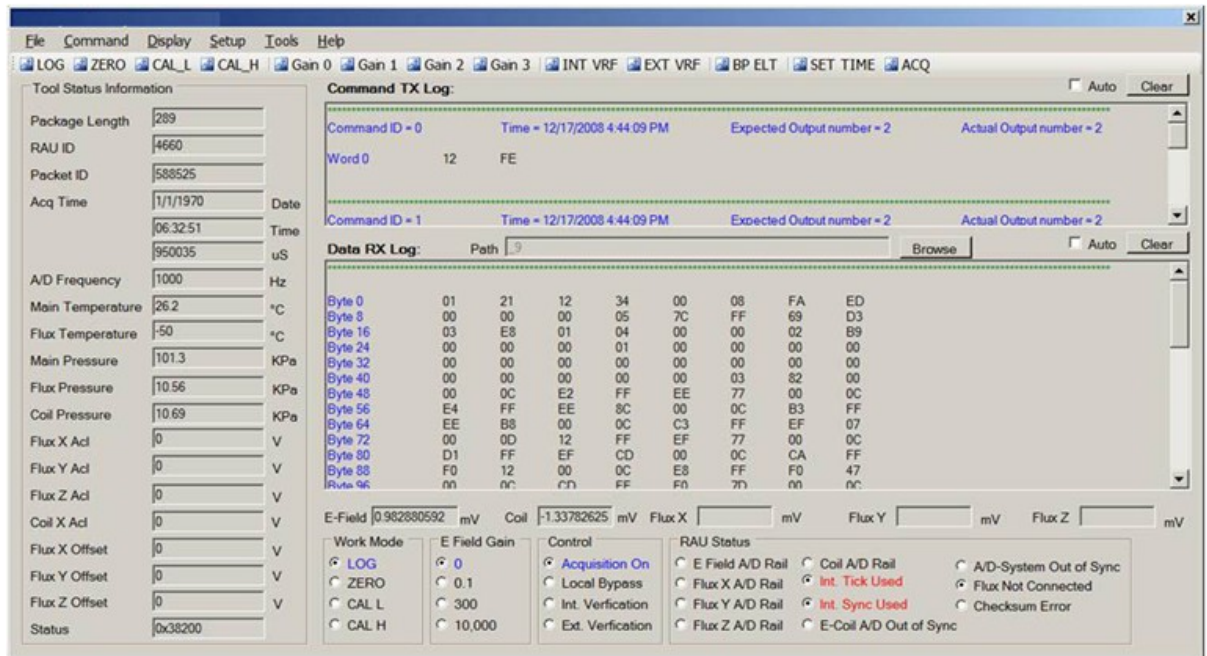 File Command Display Setup Tools Help
LOG ZERO CAL_L CAL_H Gain 0 Gain 1 Gain 2 Gain 3 INT VRF EXT VRF BP ELT SET TIME ACQ
Tool Status Information
Package Length 289
RAU ID 4660
Packet ID 588525
Acq Time 1/1/1970 Date
06:32:51 Time
950035 uS
A/D Frequency 1000 Hz
Main Temperature 26.2 °C
Flux Temperature -50 °C
Main Pressure 101.3 KPa
Flux Pressure 10.56 KPa
Coil Pressure 10.69 KPa
Flux X Acl 0 V
Flux Y Acl 0 V
Flux Z Acl 0 V
Coil X Acl 0 V
Flux X Offset 0 V
Flux Y Offset 0 V
Flux Z Offset 0 V
Status 0x38200
Command TX Log: Auto Clear
Command ID = 0 Time = 12/17/2008 4:44:09 PM Expected Output number = 2 Actual Output number = 2
Word 0 12 FE
Command ID = 1 Time = 12/17/2008 4:44:09 PM Expected Output number = 2 Actual Output number = 2
Data RX Log: Path _9 Browse Auto Clear
Byte 0 01 21 12 34 00 08 FA ED
Byte 8 00 00 00 05 7C FF 69 D3
Byte 16 03 E8 01 04 00 00 02 B9
Byte 24 00 00 01 00 00 00 00
Byte 32 00 00 00 00 00 00 00 00
Byte 40 00 00 00 00 00 03 82 00
Byte 48 00 0C E2 FF EE 77 00 0C
Byte 56 E4 FF EE 8C 00 0C B3 FF
Byte 64 EE B8 00 0C C3 FF EF 07
Byte 72 00 0D 12 FF EF 77 00 0C
Byte 80 D1 FF EF CD 00 0C CA FF
Byte 88 F0 12 00 0C E8 FF F0 47
Byte 96 00 0C CD FF F0 7D 00 0C
E-Field 0.982880592 mV Coil -1.33782625 mV Flux X mV Flux Y mV Flux Z mV
Work Mode
LOG
ZERO
CAL L
CAL H
E Field Gain
0
0.1
300
10,000
Control
Acquisition On
Local Bypass
Int. Verfication
Ext. Verfication
RAU Status
E Field A/D Rail
Flux X A/D Rail
Flux Y A/D Rail
Flux Z A/D Rail
Coil A/D Rail
Int. Tick Used
Int. Sync Used
E-Coil A/D Out of Sync
A/D-System Out of Sync
Flux Not Connected
Checksum Error